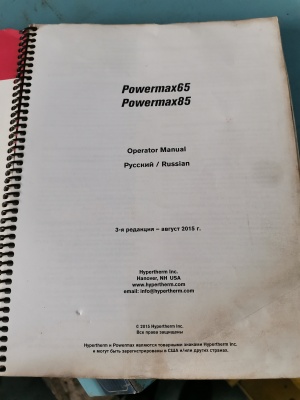 Powermax65
Powermax85
Operator Manual
Русский / Russian
3-я редакция – август 2015 г.
Hypertherm Inc.
Hanover, NH USA
www.hypertherm.com
email: info@hypertherm.com
© 2015 Hypertherm Inc.
Все права защищены
Hypertherm и Powermax являются товарными знаками Hypertherm Inc.
и могут быть зарегистрированы в США и/или других странах.